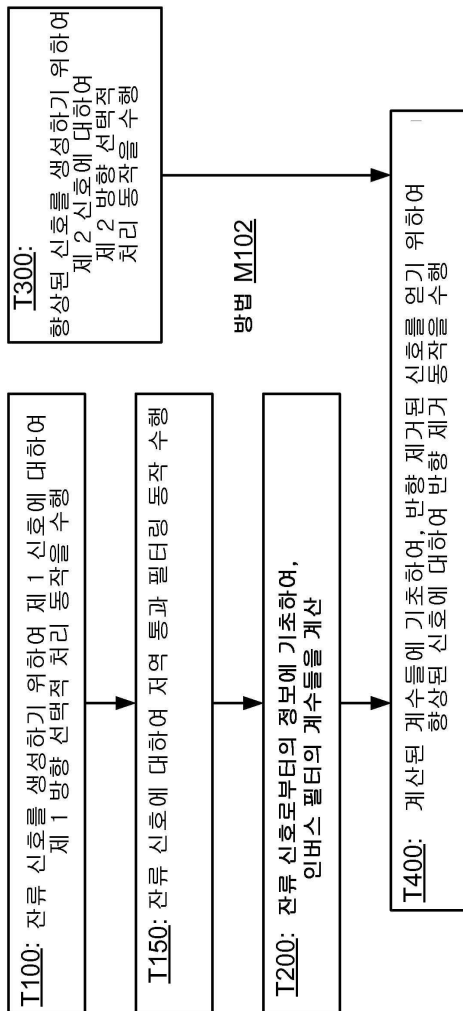 T100: 잔류 신호를 생성하기 위하여 제 1 신호에 대하여
제 1 방향 선택적 처리 동작을 수행
T150: 잔류 신호에 대하여 저역 통과 필터링 동작 수행
T200: 잔류 신호로부터의 정보에 기초하여,
인버스 필터의 계수들을 계산
T300:
향상된 신호를 생성하기 위하여
제 2 신호에 대하여
제 2 방향 선택적
처리 동작을 수행
방법 M102
T400: 계산된 계수들에 기초하여, 반향 제거된 신호를 얻기 위하여
향상된 신호에 대하여 반향 제거 동작을 수행